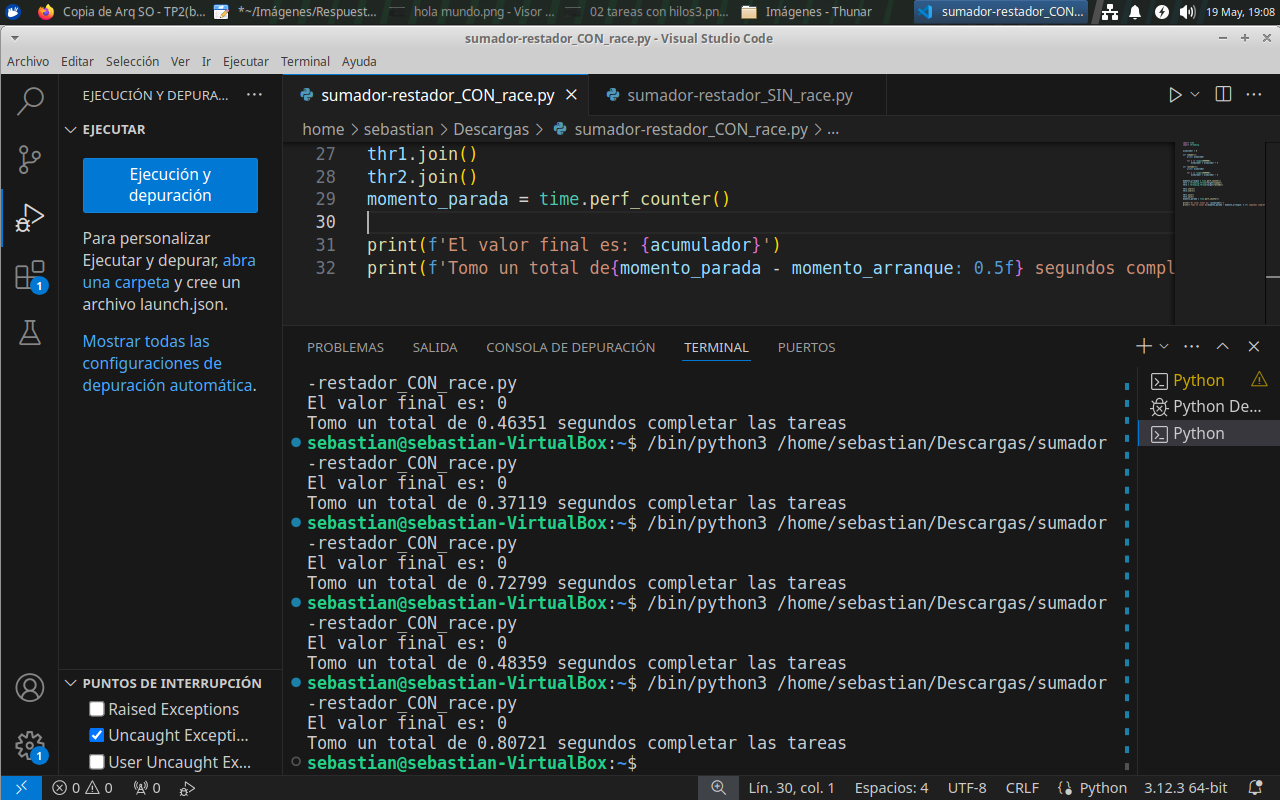 Copia de Arq SO - TP2(b...
*~/Imágenes/Respuest...
hola mundo.png - Visor ...
02 tareas con hilos3.pn...
Imágenes - Thunar
sumador-restador_CON...
19 May, 19:08
sumador-restador_CON_race.py - Visual Studio Code
Archivo Editar Selección Ver Ir Ejecutar Terminal Ayuda
EJECUCIÓN Y DEPURA... ···
sumador-restador_CON_race.py
sumador-restador_SIN_race.py
EJECUTAR
home > sebastian > Descargas > sumador-restador_CON_race.py > ...
Ejecución y
depuración
Para personalizar
Ejecutar y depurar, abra
una carpeta y cree un
archivo launch.json.
Mostrar todas las
configuraciones de
depuración automática.
27 thr1.join()
28 thr2.join()
29 momento_parada = time.perf_counter()
30
31 print(f'El valor final es: {acumulador}')
32 print(f'Tomo un total de{momento_parada - momento_arranque: 0.5f} segundos compl
PROBLEMAS SALIDA CONSOLA DE DEPURACIÓN TERMINAL PUERTOS
-restador_CON_race.py
El valor final es: 0
Tomo un total de 0.46351 segundos completar las tareas
sebastian@sebastian-VirtualBox:~$ /bin/python3 /home/sebastian/Descargas/sumador
-restador_CON_race.py
El valor final es: 0
Tomo un total de 0.37119 segundos completar las tareas
sebastian@sebastian-VirtualBox:~$ /bin/python3 /home/sebastian/Descargas/sumador
-restador_CON_race.py
El valor final es: 0
Tomo un total de 0.72799 segundos completar las tareas
sebastian@sebastian-VirtualBox:~$ /bin/python3 /home/sebastian/Descargas/sumador
-restador_CON_race.py
El valor final es: 0
Tomo un total de 0.48359 segundos completar las tareas
sebastian@sebastian-VirtualBox:~$ /bin/python3 /home/sebastian/Descargas/sumador
-restador_CON_race.py
El valor final es: 0
Tomo un total de 0.80721 segundos completar las tareas
sebastian@sebastian-VirtualBox:~$
Python
Python De...
Python
1
PUNTOS DE INTERRUPCIÓN
Raised Exceptions
Uncaught Excepti...
User Uncaught Ex...
1
0 0 0
Lín. 30, col. 1 Espacios: 4 UTF-8 CRLF Python 3.12.3 64-bit